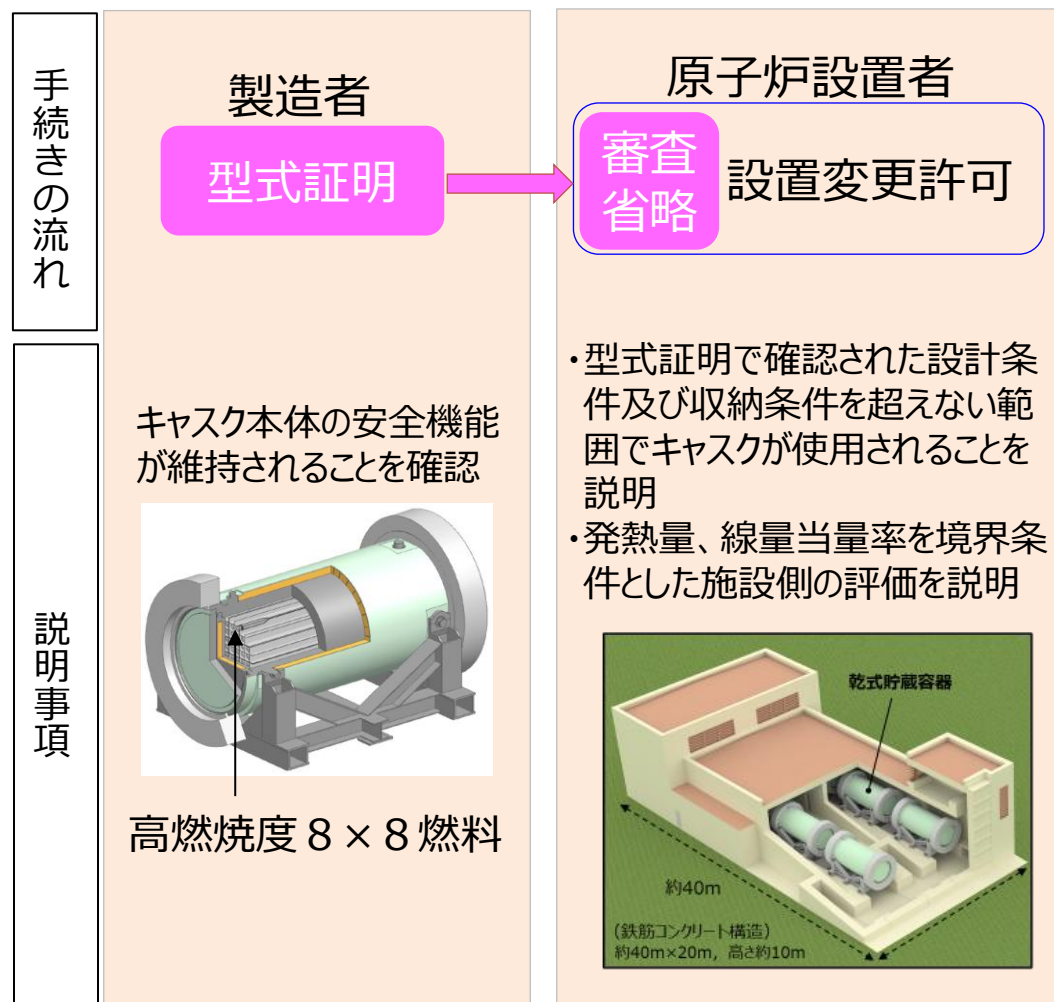 手続きの流れ
製造者
型式証明
原子炉設置者
審査
省略
設置変更許可
説明事項
キャスク本体の安全機能
が維持されることを確認
高燃焼度８×８燃料
・型式証明で確認された設計条
件及び収納条件を超えない範
囲でキャスクが使用されることを
説明
・発熱量、線量当量率を境界条
件とした施設側の評価を説明
乾式貯蔵容器
約40m
(鉄筋コンクリート構造)
約40m×20m, 高さ約10m